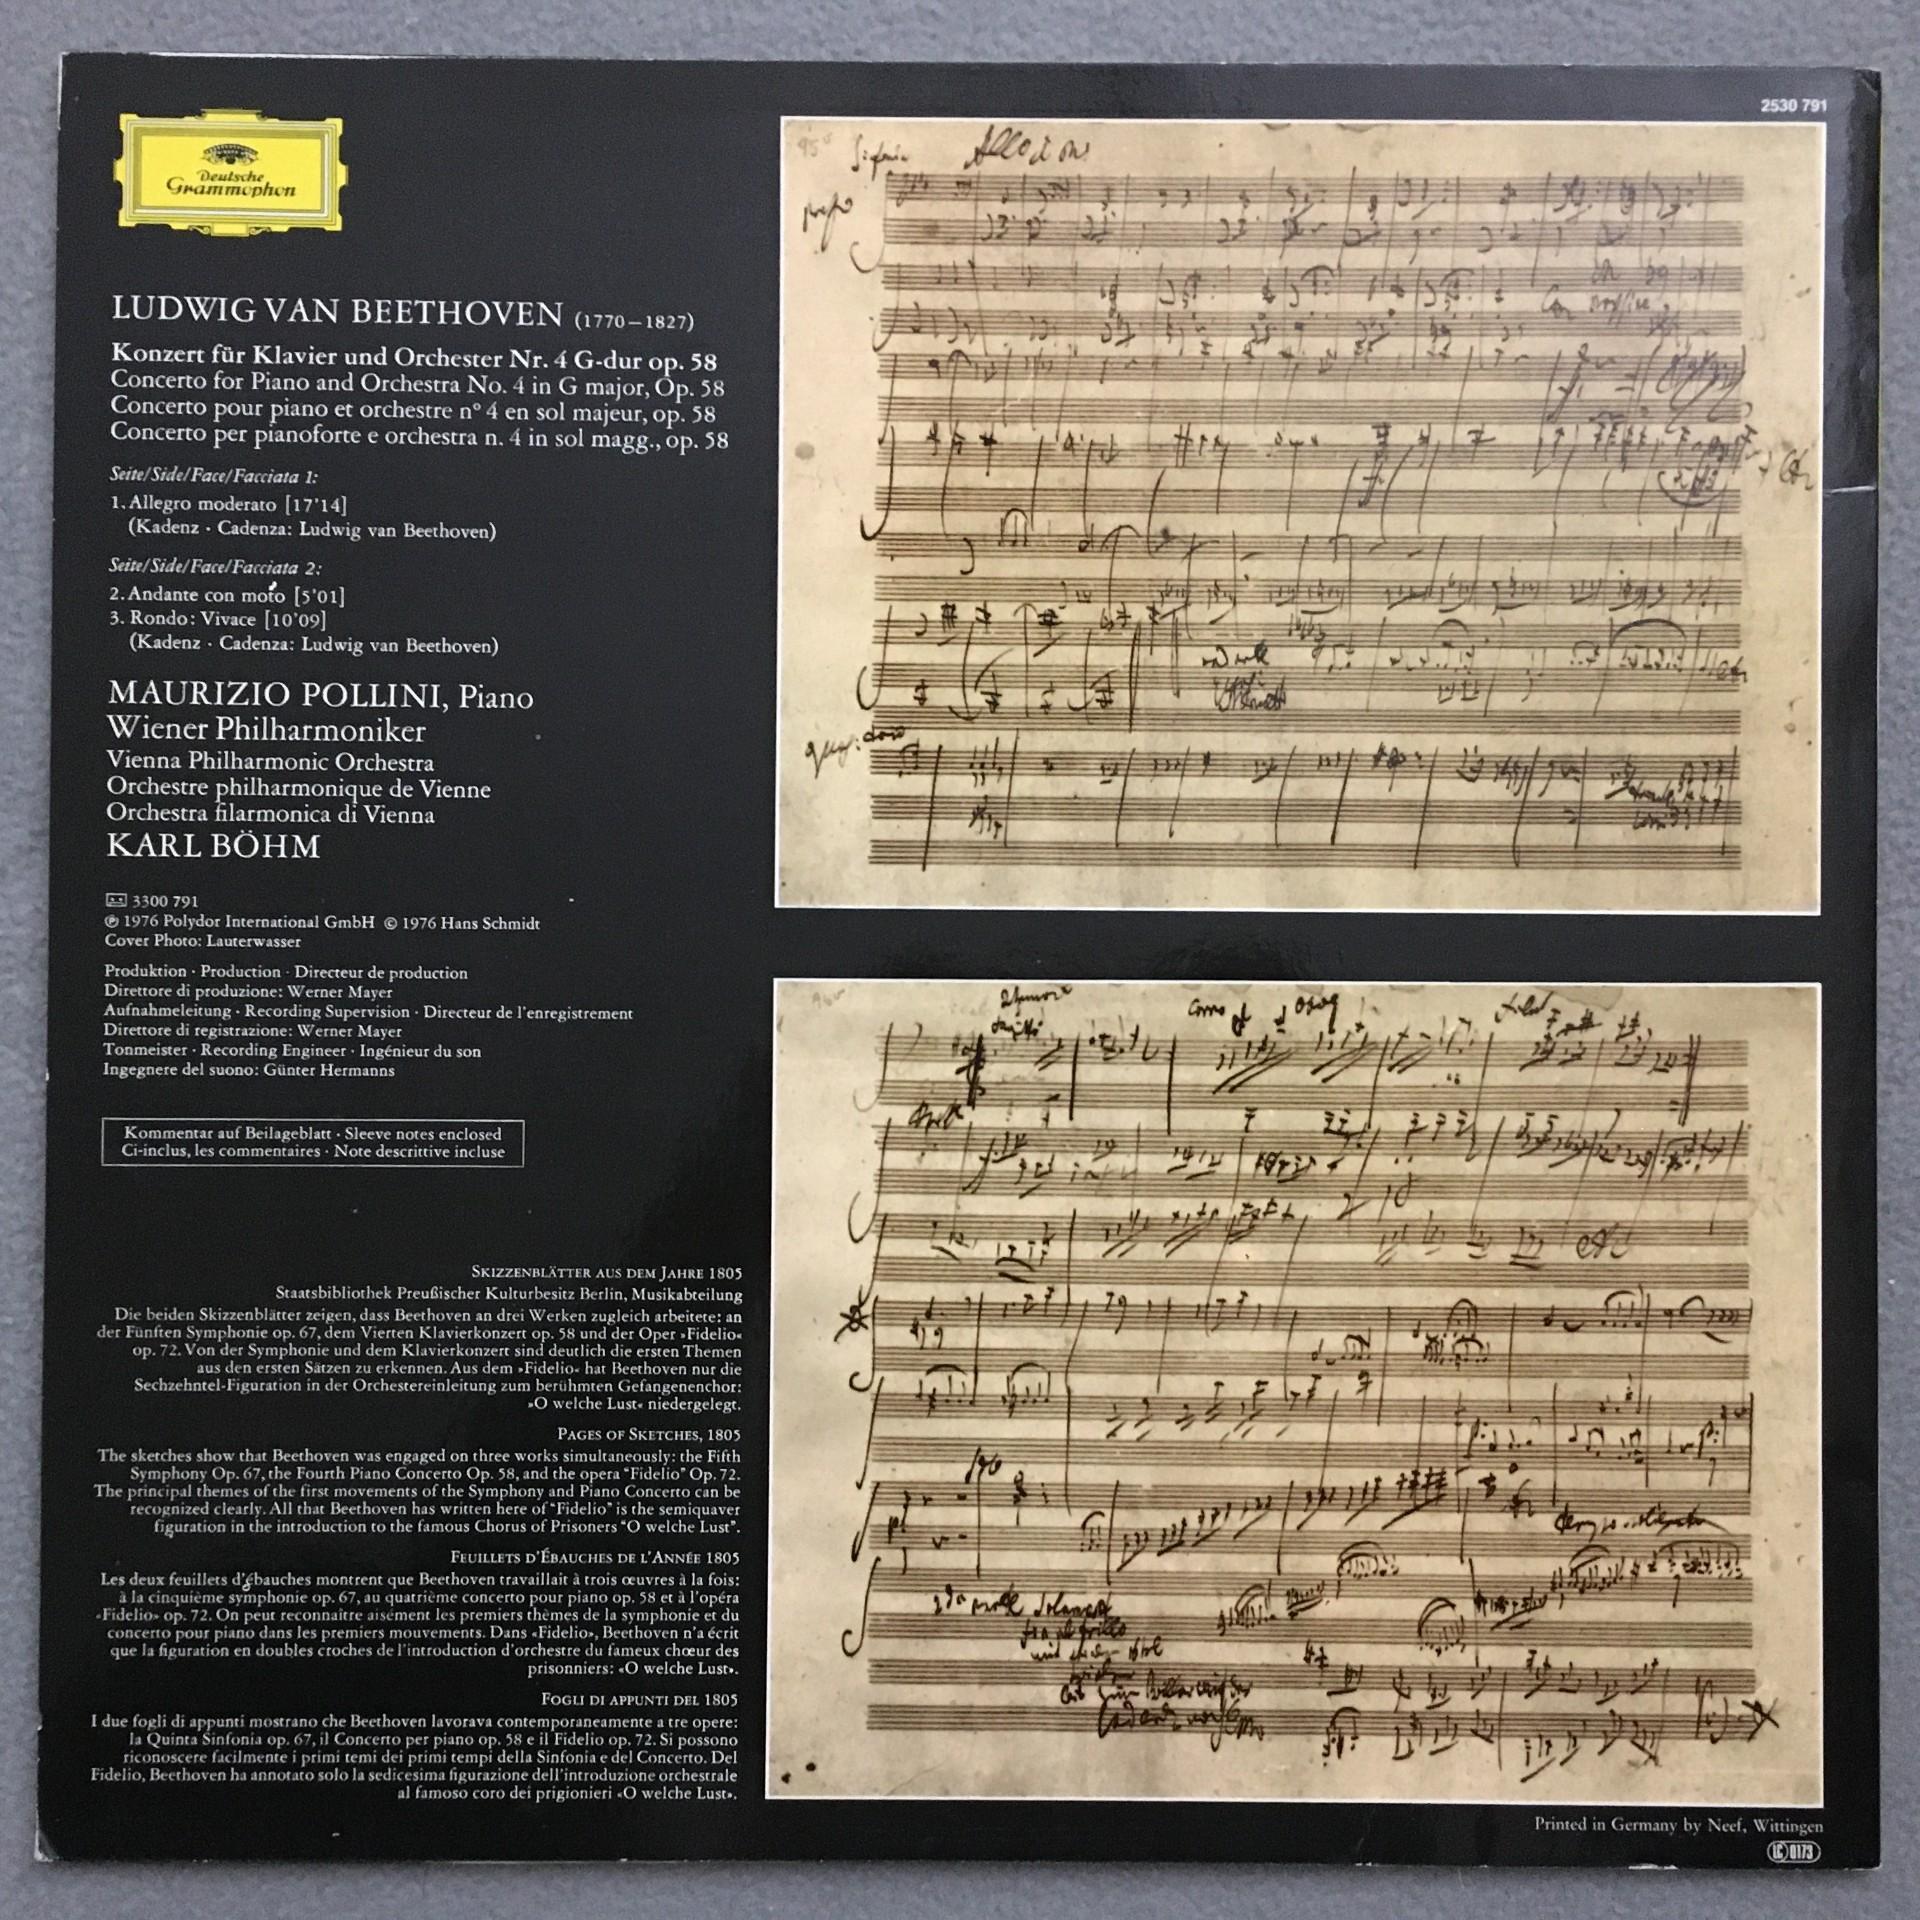 2530 791
Deutsche
Grammophon
LUDWIG VAN BEETHOVEN (1770–1827)
Konzert für Klavier und Orchester Nr. 4 G-dur op. 58
Concerto for Piano and Orchestra No. 4 in G major, Op. 58
Concerto pour piano et orchestre n° 4 en sol majeur, op. 58
Concerto per pianoforte e orchestra n. 4 in sol magg., op. 58
Seite/Side/Face/Facciata 1:
1. Allegro moderato [17'14]
(Kadenz · Cadenza: Ludwig van Beethoven)
Seite/Side/Face/Facciata 2:
2. Andante con moto [5'01]
3. Rondo: Vivace [10'09]
(Kadenz · Cadenza: Ludwig van Beethoven)
MAURIZIO POLLINI, Piano
Wiener Philharmoniker
Vienna Philharmonic Orchestra
Orchestre philharmonique de Vienne
Orchestra filarmonica di Vienna
KARL BÖHM
3300 791
℗ 1976 Polydor International GmbH © 1976 Hans Schmidt
Cover Photo: Lauterwasser
Produktion · Production · Directeur de production
Direttore di produzione: Werner Mayer
Aufnahmeleitung · Recording Supervision · Directeur de l'enregistrement
Direttore di registrazione: Werner Mayer
Tonmeister · Recording Engineer · Ingénieur du son
Ingegnere del suono: Günter Hermanns
Kommentar auf Beilageblatt · Sleeve notes enclosed
Ci-inclus, les commentaires · Note descrittive incluse
SKIZZENBLÄTTER AUS DEM JAHRE 1805
Staatsbibliothek Preußischer Kulturbesitz Berlin, Musikabteilung
Die beiden Skizzenblätter zeigen, dass Beethoven an drei Werken zugleich arbeitete: an
der Fünften Symphonie op. 67, dem Vierten Klavierkonzert op. 58 und der Oper »Fidelio«
op. 72. Von der Symphonie und dem Klavierkonzert sind deutlich die ersten Themen
aus den ersten Sätzen zu erkennen. Aus dem »Fidelio« hat Beethoven nur die
Sechzehntel-Figuration in der Orchestereinleitung zum berühmten Gefangenenchor:
»O welche Lust« niedergelegt.
PAGES OF SKETCHES, 1805
The sketches show that Beethoven was engaged on three works simultaneously: the Fifth
Symphony Op. 67, the Fourth Piano Concerto Op. 58, and the opera "Fidelio" Op. 72.
The principal themes of the first movements of the Symphony and Piano Concerto can be
recognized clearly. All that Beethoven has written here of "Fidelio" is the semiquaver
figuration in the introduction to the famous Chorus of Prisoners "O welche Lust".
FEUILLETS D'ÉBAUCHES DE L'ANNÉE 1805
Les deux feuillets d'ébauches montrent que Beethoven travaillait à trois œuvres à la fois:
à la cinquième symphonie op. 67, au quatrième concerto pour piano op. 58 et à l'opéra
«Fidelio» op. 72. On peut reconnaître aisément les premiers thèmes de la symphonie et du
concerto pour piano dans les premiers mouvements. Dans «Fidelio», Beethoven n'a écrit
que la figuration en doubles croches de l'introduction d'orchestre du fameux chœur des
prisonniers: «O welche Lust».
FOGLI DI APPUNTI DEL 1805
I due fogli di appunti mostrano che Beethoven lavorava contemporaneamente a tre opere:
la Quinta Sinfonia op. 67, il Concerto per piano op. 58 e il Fidelio op. 72. Si possono
riconoscere facilmente i primi temi dei primi tempi della Sinfonia e del Concerto. Del
Fidelio, Beethoven ha annotato solo la sedicesima figurazione dell'introduzione orchestrale
al famoso coro dei prigionieri «O welche Lust».
Sinfonia
Corno
Printed in Germany by Neef, Wittingen
LC 0173